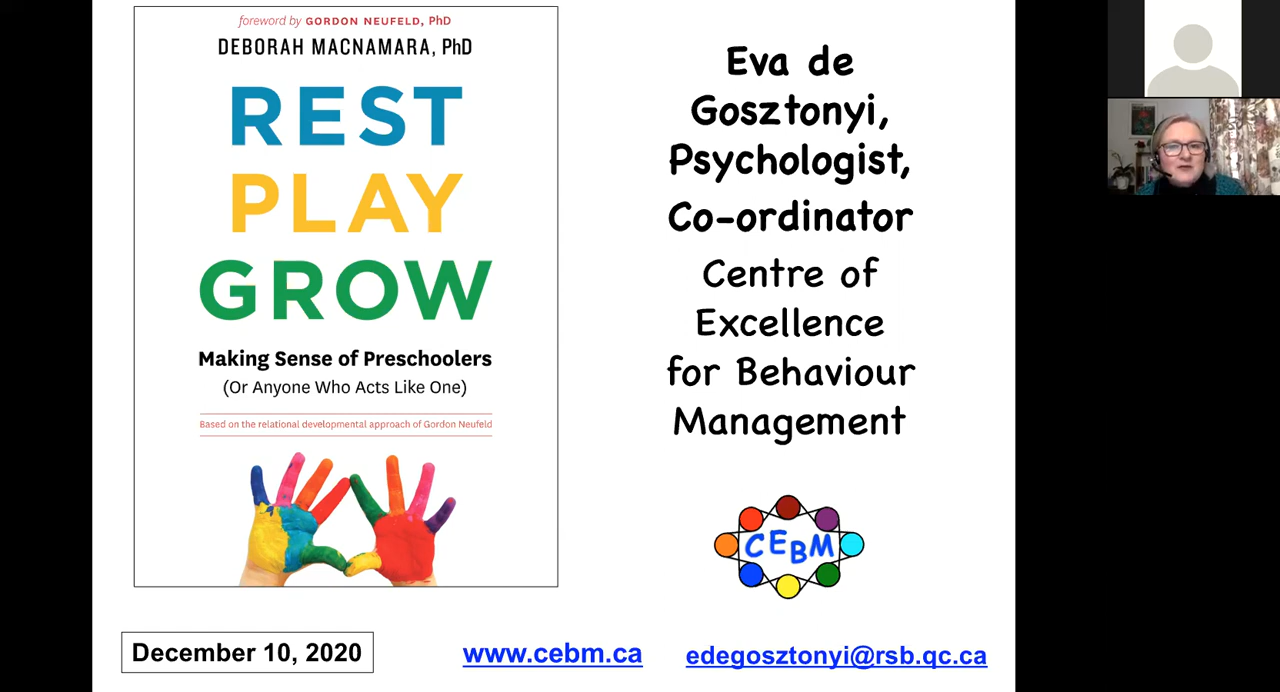 foreword by GORDON NEUFELD, PhD
DEBORAH MACNAMARA, PhD
REST
PLAY
GROW
Making Sense of Preschoolers
(Or Anyone Who Acts Like One)
Based on the relational developmental approach of Gordon Neufeld
Eva de
Gosztonyi,
Psychologist,
Co-ordinator
Centre of
Excellence
for Behaviour
Management
CEBM
December 10, 2020
www.cebm.ca
edegosztonyi@rsb.qc.ca